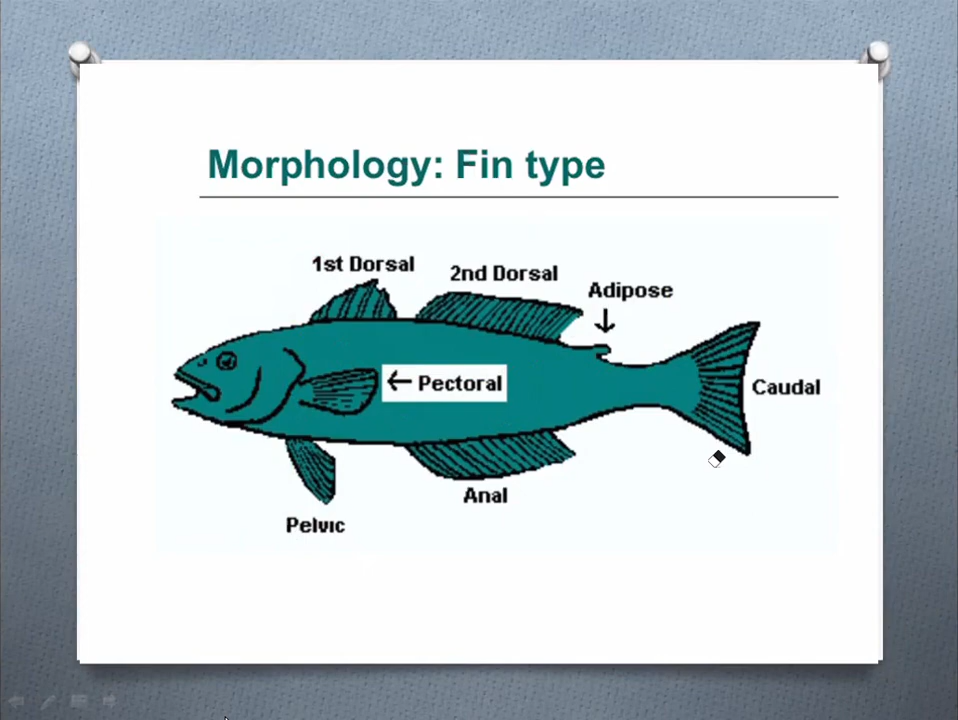 Morphology: Fin type
1st Dorsal
2nd Dorsal
Adipose
Pectoral
Caudal
Anal
Pelvic